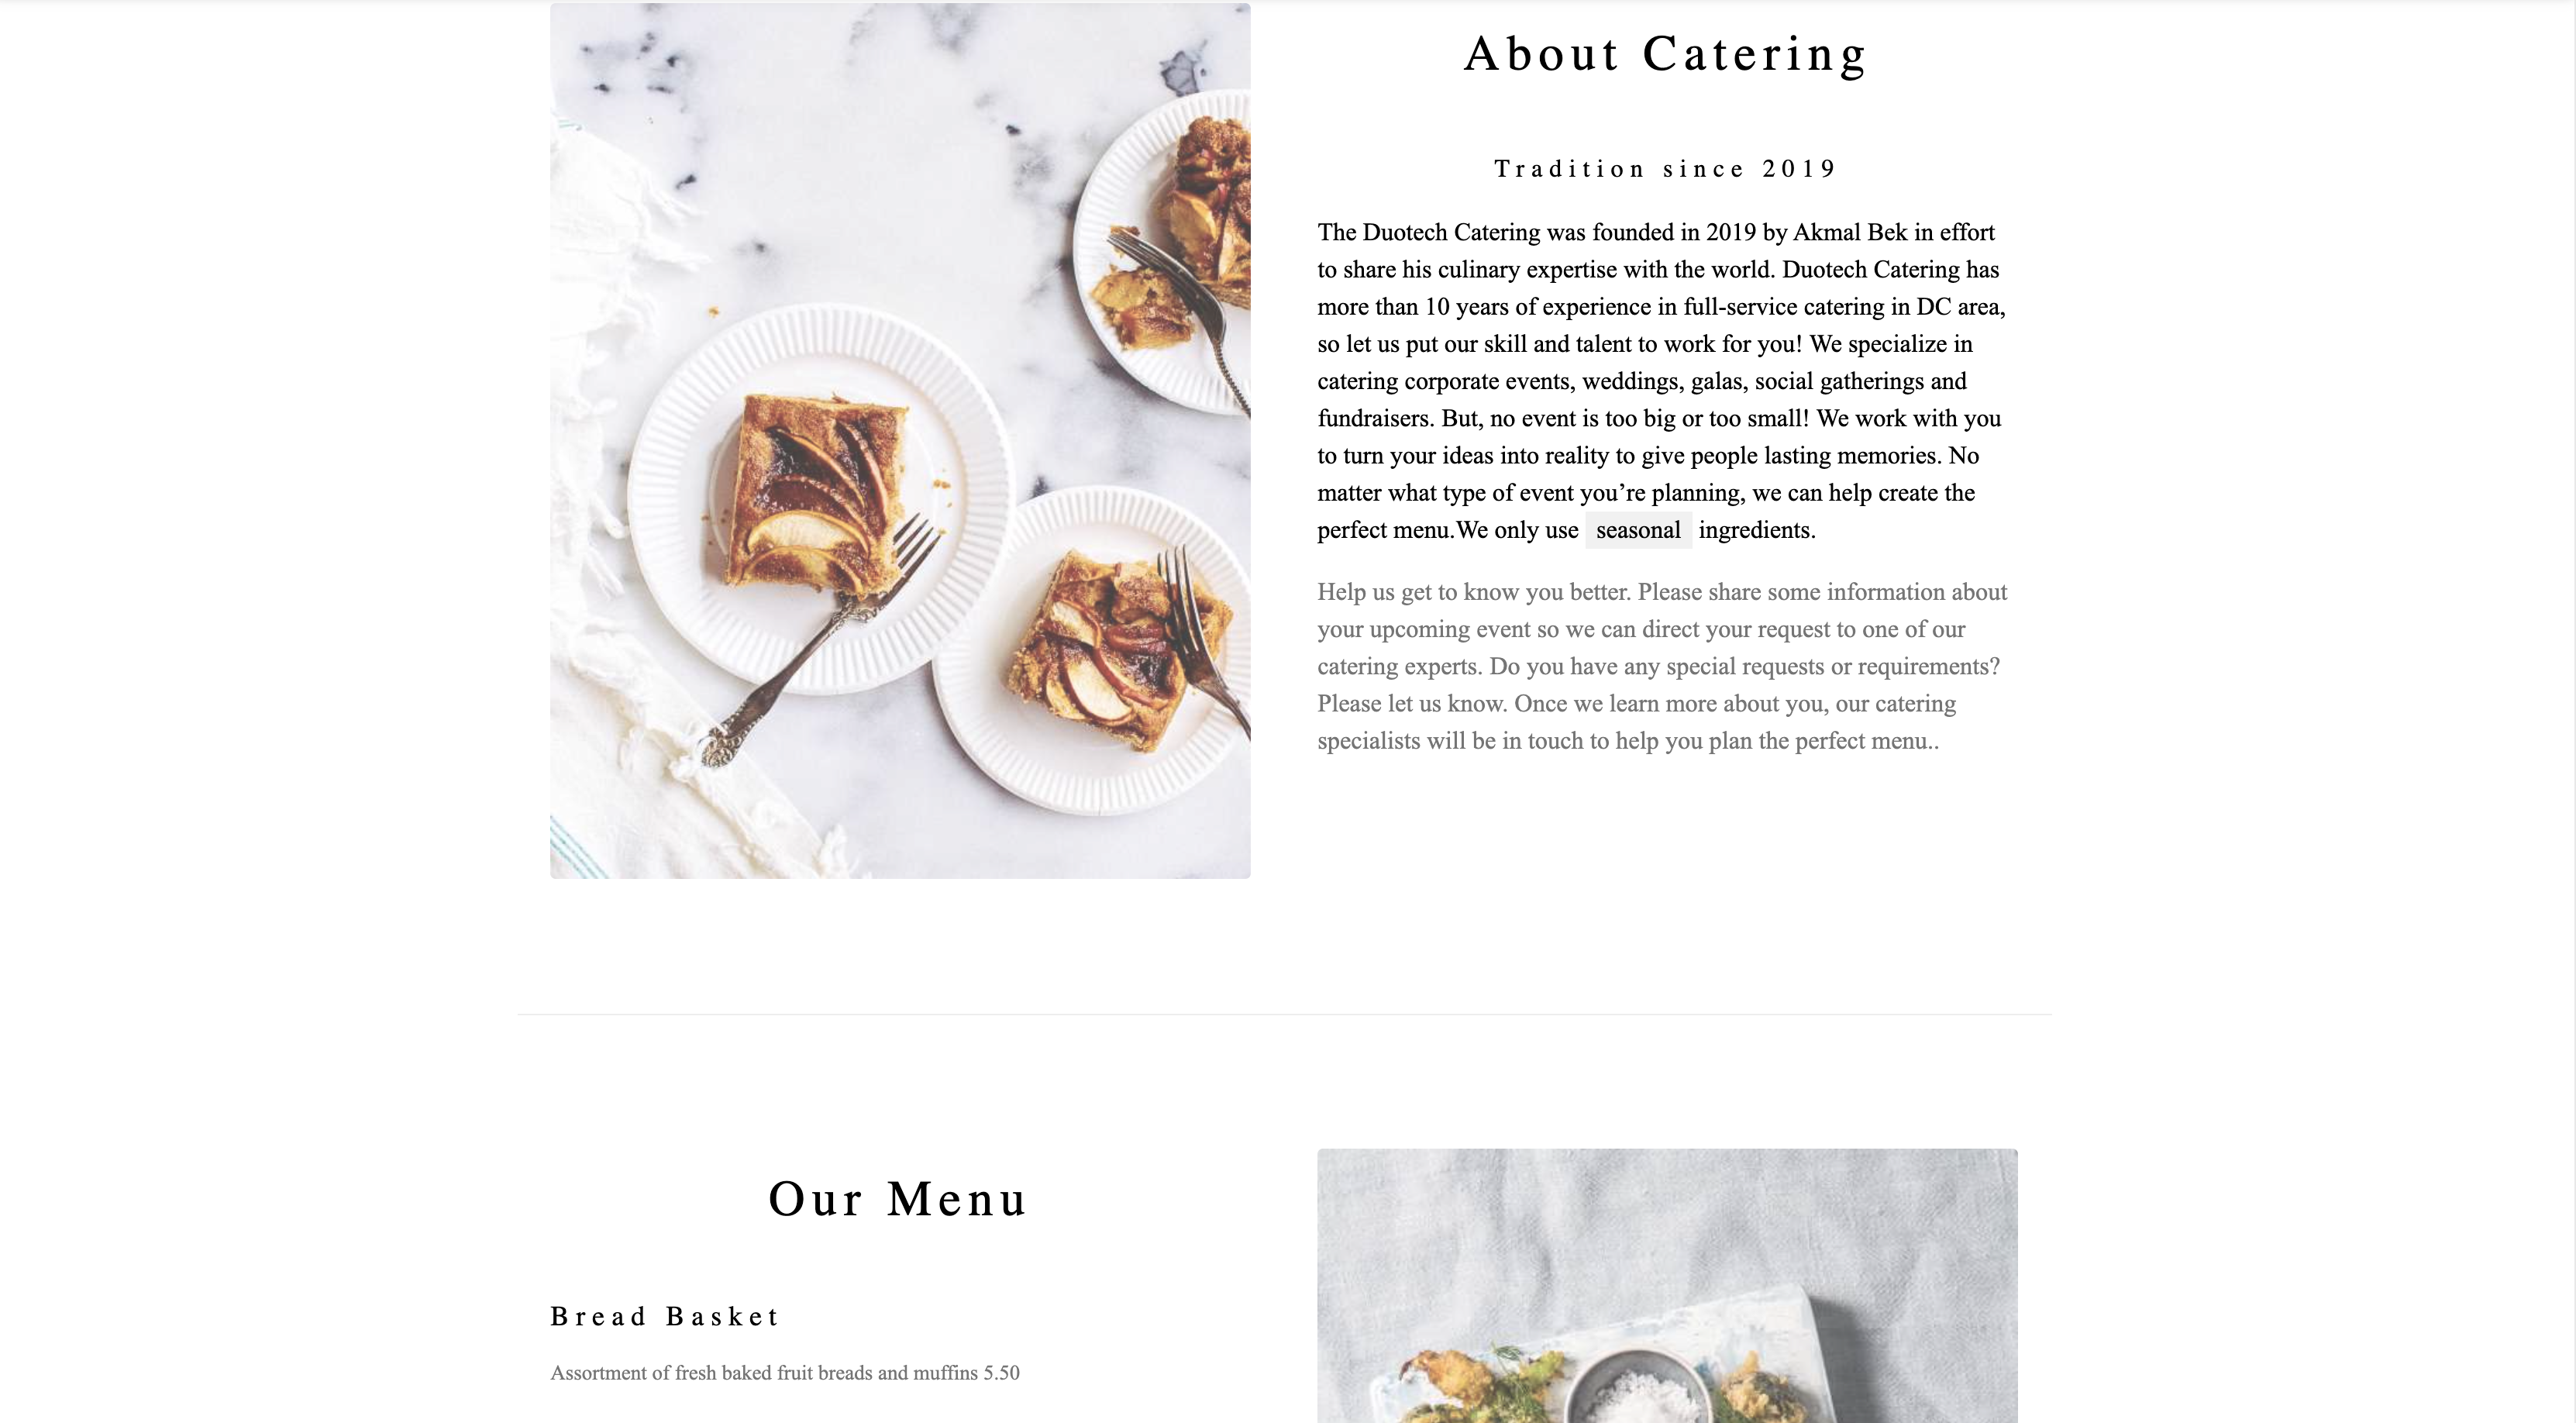 About Catering
Tradition since 2019
The Duotech Catering was founded in 2019 by Akmal Bek in effort
to share his culinary expertise with the world. Duotech Catering has
more than 10 years of experience in full-service catering in DC area,
so let us put our skill and talent to work for you! We specialize in
catering corporate events, weddings, galas, social gatherings and
fundraisers. But, no event is too big or too small! We work with you
to turn your ideas into reality to give people lasting memories. No
matter what type of event you’re planning, we can help create the
perfect menu.We only use seasonal ingredients.
Help us get to know you better. Please share some information about
your upcoming event so we can direct your request to one of our
catering experts. Do you have any special requests or requirements?
Please let us know. Once we learn more about you, our catering
specialists will be in touch to help you plan the perfect menu..
Our Menu
Bread Basket
Assortment of fresh baked fruit breads and muffins 5.50